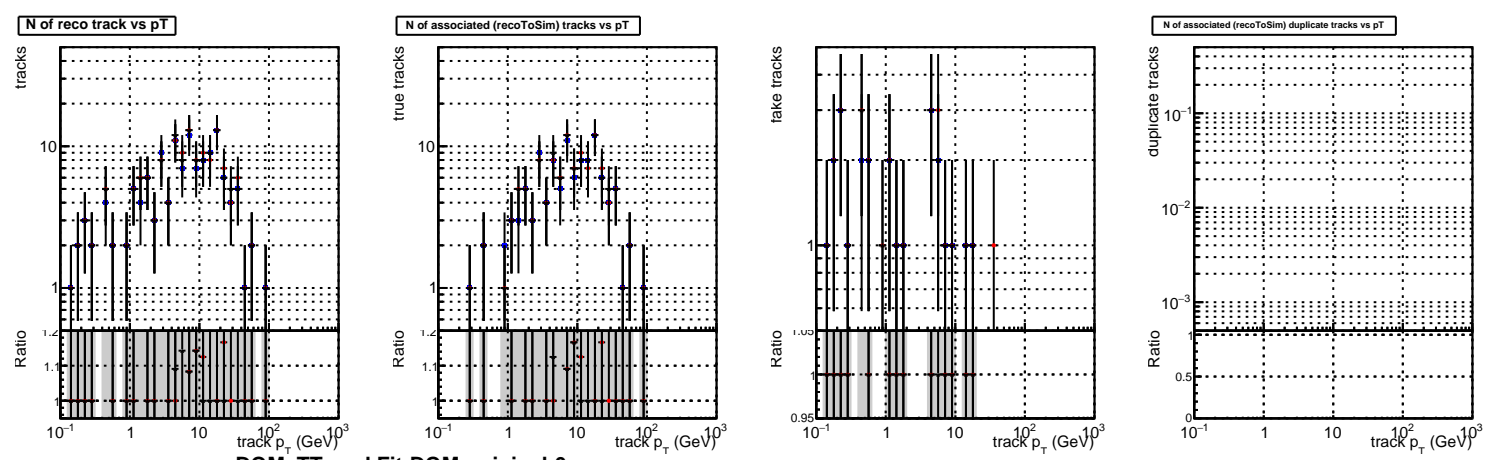 N of reco track vs pT
N of associated (recoToSim) tracks vs pT
N of associated (recoToSim) duplicate tracks vs pT
tracks
10
1
Ratio
1.2
1.1
1
10⁻¹ 1 10 10² 10³
track p_T (GeV)
true tracks
10
1
Ratio
1.2
1.1
1
10⁻¹ 1 10 10² 10³
track p_T (GeV)
fake tracks
1
Ratio
1.05
1
0.95
10⁻¹ 1 10 10² 10³
track p_T (GeV)
duplicate tracks
10⁻¹
10⁻²
10⁻³
Ratio
1
0.5
0
10⁻¹ 1 10 10² 10³
track p_T (GeV)